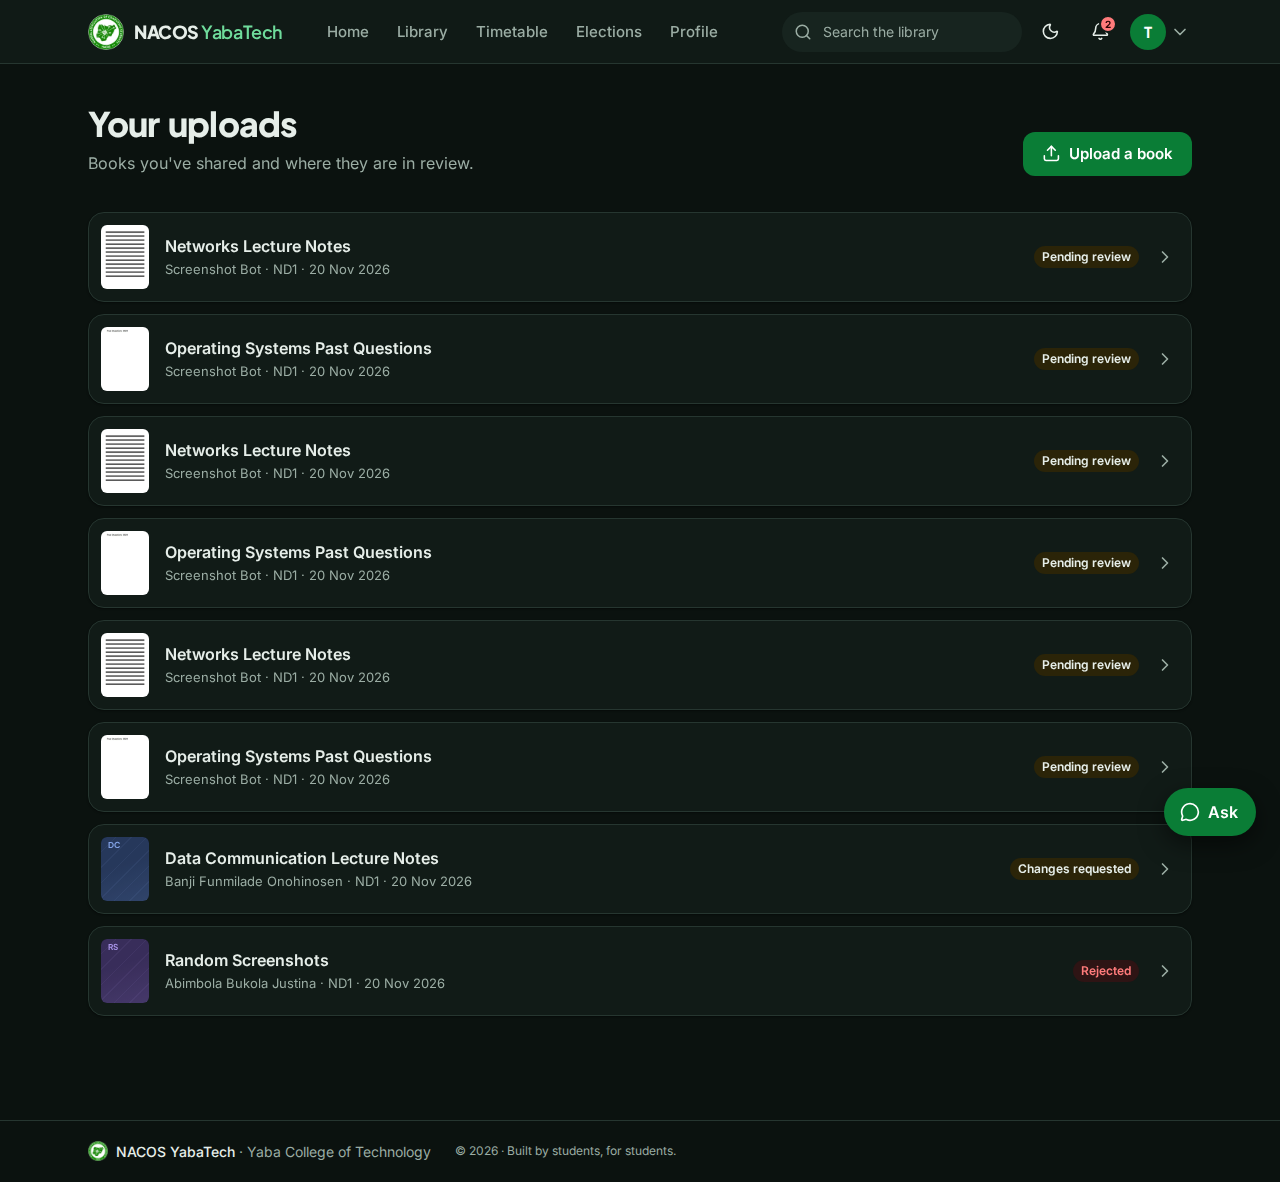 NACOS YabaTech
Home
Library
Timetable
Elections
Profile
Search the library
2
T
Your uploads
Books you've shared and where they are in review.
Upload a book
Networks Lecture Notes
Screenshot Bot · ND1 · 20 Nov 2026
Pending review
Operating Systems Past Questions
Screenshot Bot · ND1 · 20 Nov 2026
Pending review
Networks Lecture Notes
Screenshot Bot · ND1 · 20 Nov 2026
Pending review
Operating Systems Past Questions
Screenshot Bot · ND1 · 20 Nov 2026
Pending review
Networks Lecture Notes
Screenshot Bot · ND1 · 20 Nov 2026
Pending review
Operating Systems Past Questions
Screenshot Bot · ND1 · 20 Nov 2026
Pending review
Ask
DC
Data Communication Lecture Notes
Banji Funmilade Onohinosen · ND1 · 20 Nov 2026
Changes requested
RS
Random Screenshots
Abimbola Bukola Justina · ND1 · 20 Nov 2026
Rejected
NACOS YabaTech · Yaba College of Technology
© 2026 · Built by students, for students.